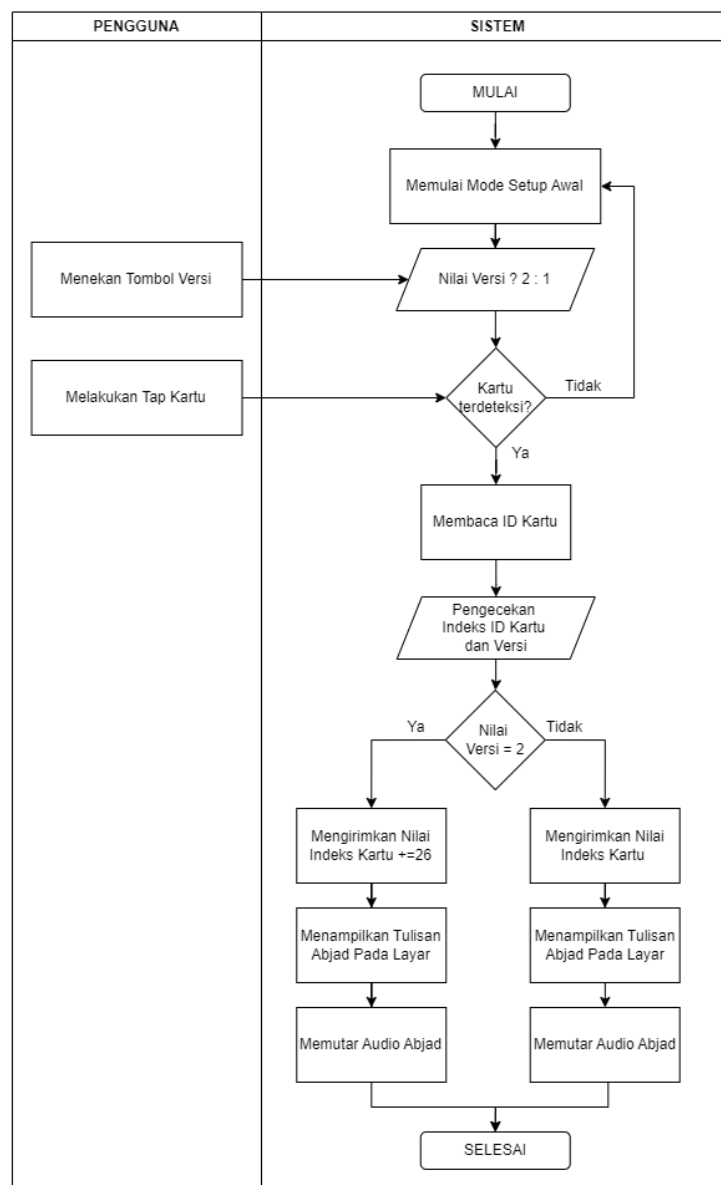 PENGGUNA
SISTEM
MULAI
Memulai Mode Setup Awal
Menekan Tombol Versi
Nilai Versi ? 2 : 1
Melakukan Tap Kartu
Kartu
terdeteksi?
Tidak
Ya
Membaca ID Kartu
Pengecekan
Indeks ID Kartu
dan Versi
Ya
Nilai
Versi = 2
Tidak
Mengirimkan Nilai
Indeks Kartu +=26
Mengirimkan Nilai
Indeks Kartu
Menampilkan Tulisan
Abjad Pada Layar
Menampilkan Tulisan
Abjad Pada Layar
Memutar Audio Abjad
Memutar Audio Abjad
SELESAI